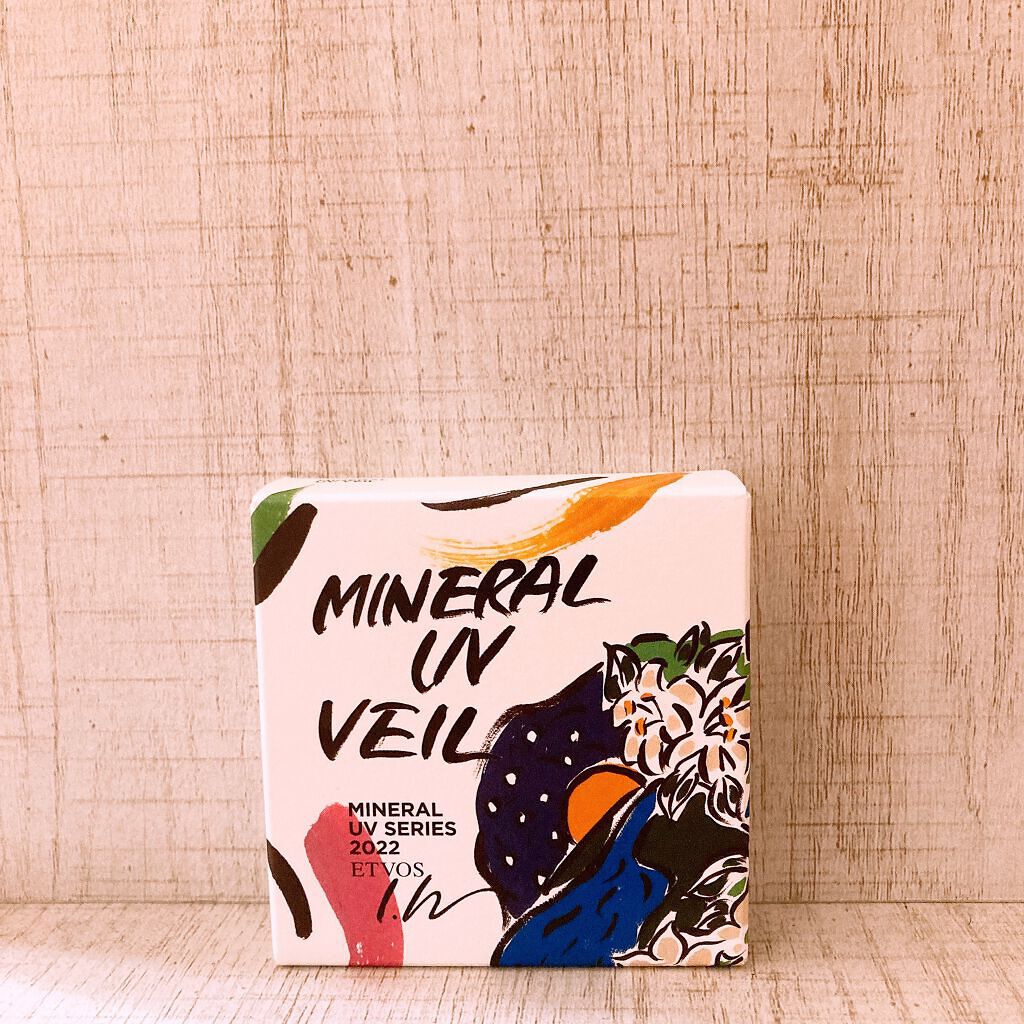 MINERAL
UV
VEIL
MINERAL
UV SERIES
2022
ETVOS